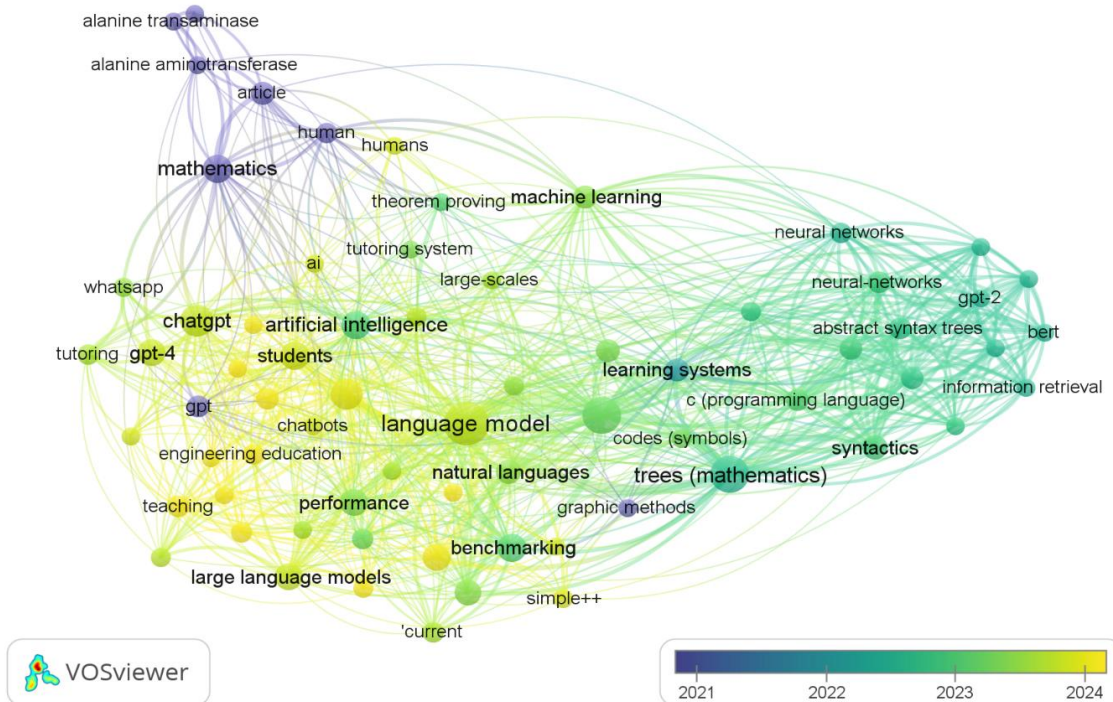 alanine transaminase
alanine aminotransferase
article
human
humans
mathematics
machine learning
theorem proving
neural networks
tutoring system
ai
large-scales
neural-networks
whatsapp
gpt-2
chatgpt
artificial intelligence
abstract syntax trees
bert
tutoring
gpt-4
students
learning systems
information retrieval
c (programming language)
gpt
chatbots
language model
codes (symbols)
syntactics
engineering education
natural languages
trees (mathematics)
teaching
performance
graphic methods
benchmarking
large language models
simple++
'current
VOSviewer
2021
2022
2023
2024